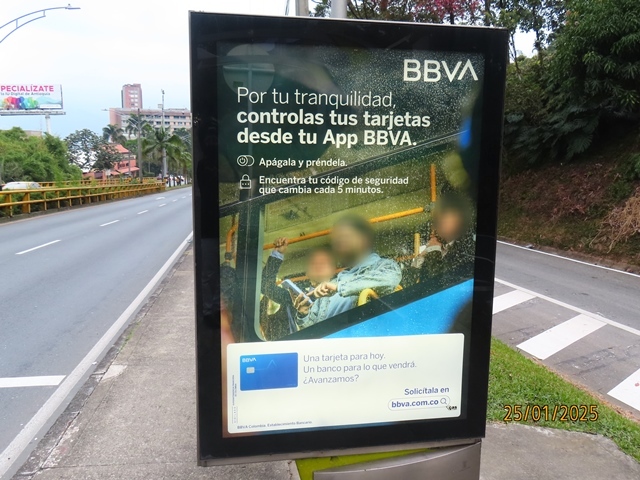 PECIALÍZATE
BBVA
Por tu tranquilidad,
controlas tus tarjetas
desde tu App BBVA.
Apágala y préndela.
Encuentra tu código de seguridad
que cambia cada 5 minutos.
BBVA
Una tarjeta para hoy.
Un banco para lo que vendrá.
¿Avanzamos?
Solicítala en
bbva.com.co
BBVA Colombia. Establecimiento Bancario.
25/01/2025